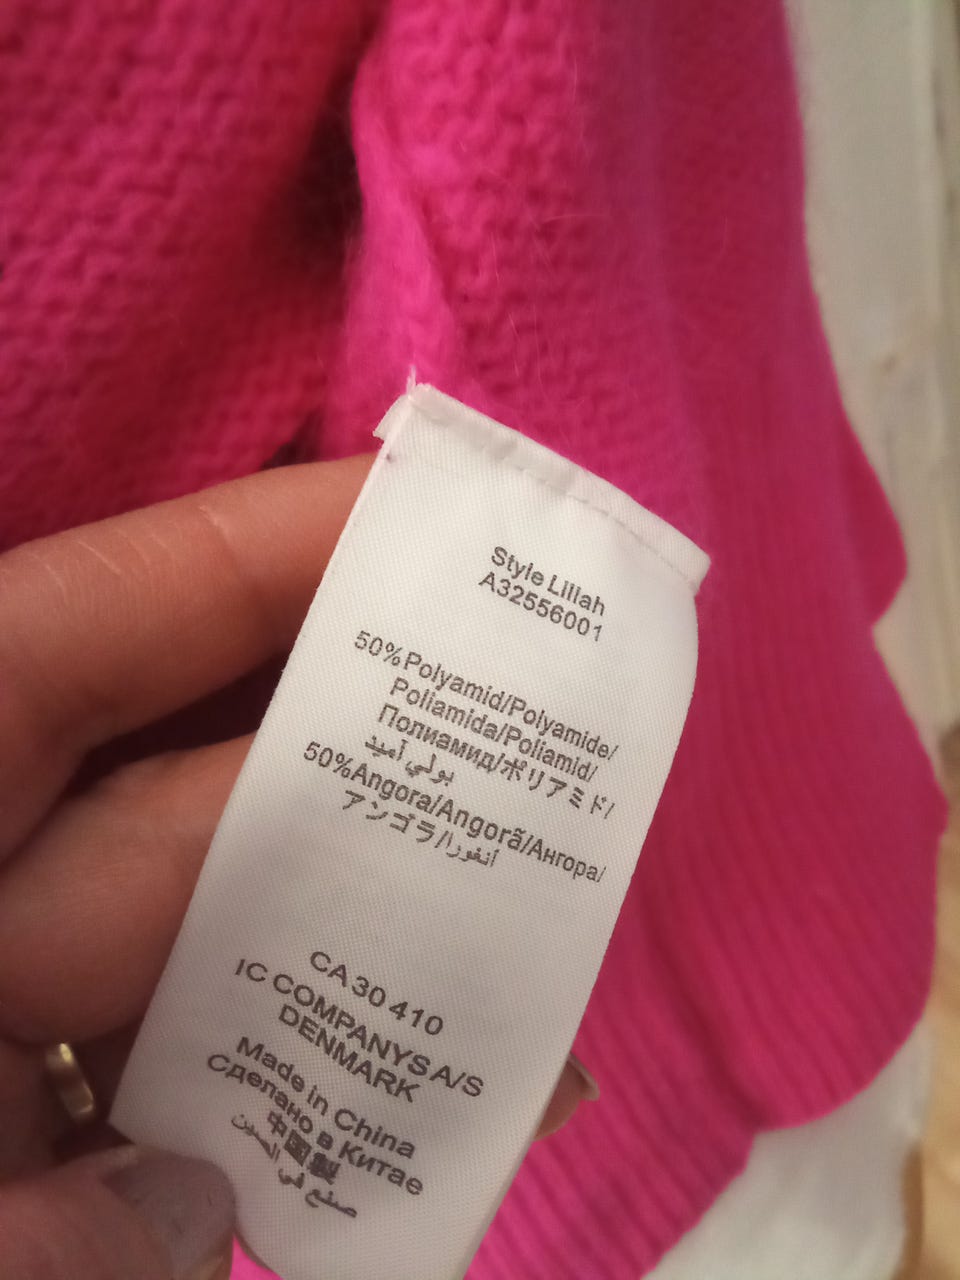 Style Lillah
A32556001
50%Polyamid/Polyamide/
Poliamida/Poliamid/
Полиамид/ポリアミド/
بولي أميد
50%Angora/Angorã/Ангора/
アンゴラ/أنغورا
CA 30 410
IC COMPANYS A/S
DENMARK
Made in China
Сделано в Китае
中國製
صنع في الصين